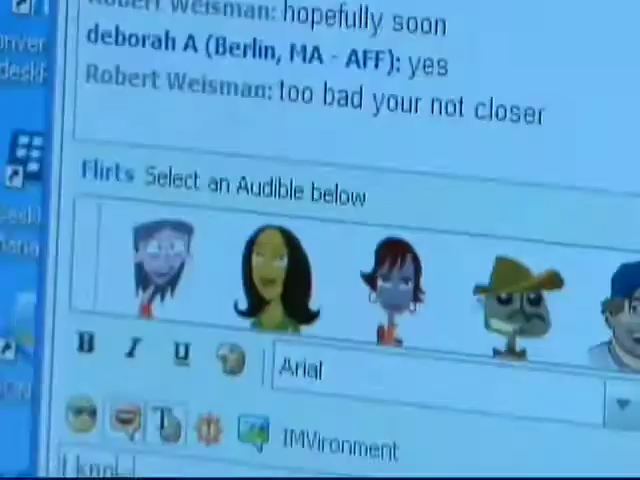 Robert Weisman: hopefully soon
deborah A (Berlin, MA - AFF): yes
Robert Weisman: too bad your not closer
Flirts Select an Audible below
B I U Arial
IMVironment